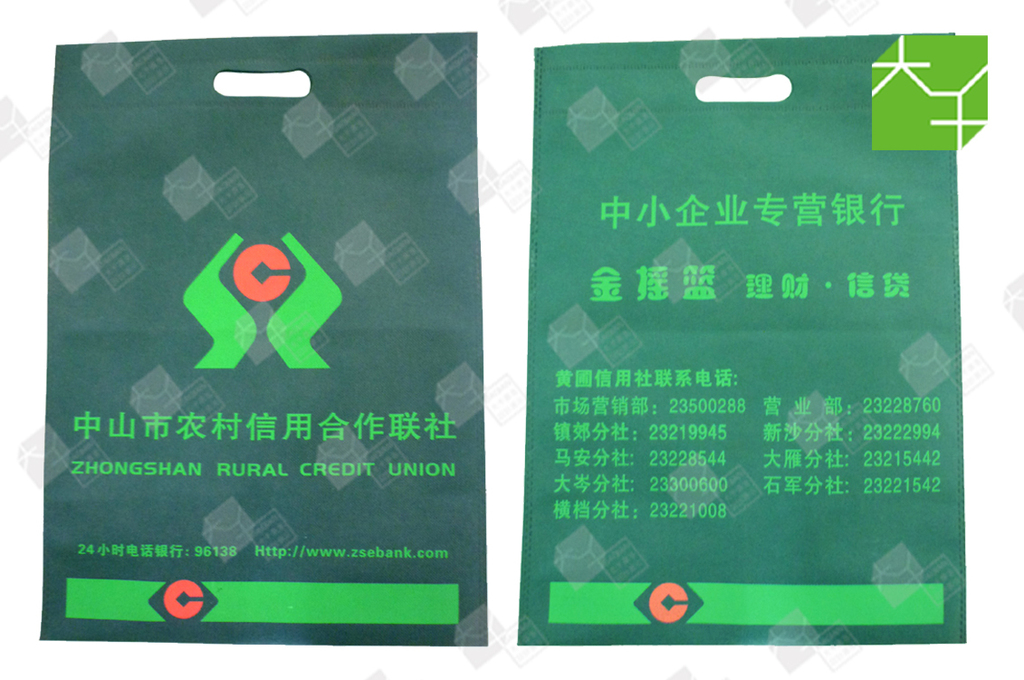 中山市农村信用合作联社
ZHONGSHAN RURAL CREDIT UNION
24小时电话银行: 96138 Http://www.zsebank.com
中小企业专营银行
金摇篮 理财·信贷
黄圃信用社联系电话:
市场营销部: 23500288 营业部: 23228760
镇郊分社: 23219945 新沙分社: 23222994
马安分社: 23228544 大雁分社: 23215442
大岑分社: 23300600 石军分社: 23221542
横档分社: 23221008